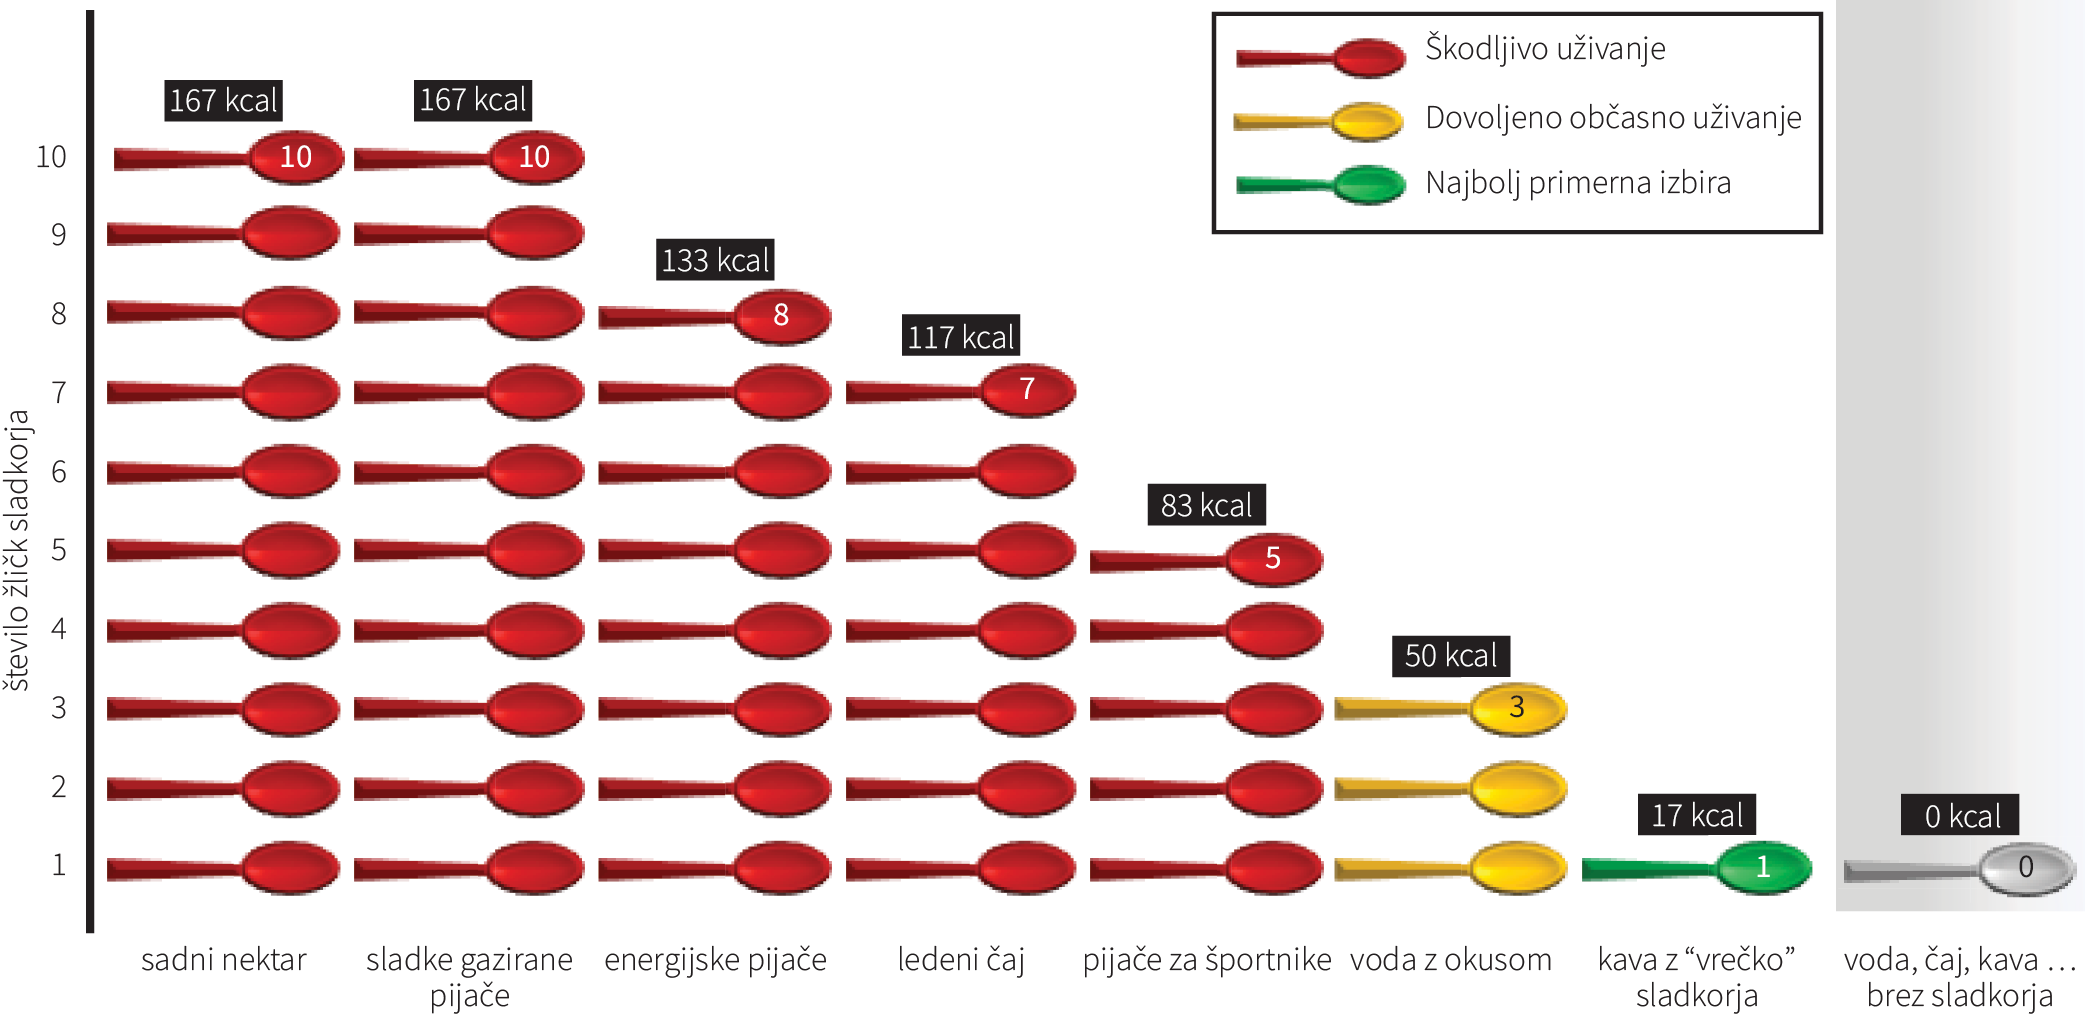 Škodljivo uživanje
Dovoljeno občasno uživanje
Najbolj primerna izbira
število žličk sladkorja
10
9
8
7
6
5
4
3
2
1
167 kcal
10
167 kcal
10
133 kcal
8
117 kcal
7
83 kcal
5
50 kcal
3
17 kcal
1
0 kcal
0
sadni nektar
sladke gazirane
pijače
energijske pijače
ledeni čaj
pijače za športnike
voda z okusom
kava z “vrečko”
sladkorja
voda, čaj, kava …
brez sladkorja